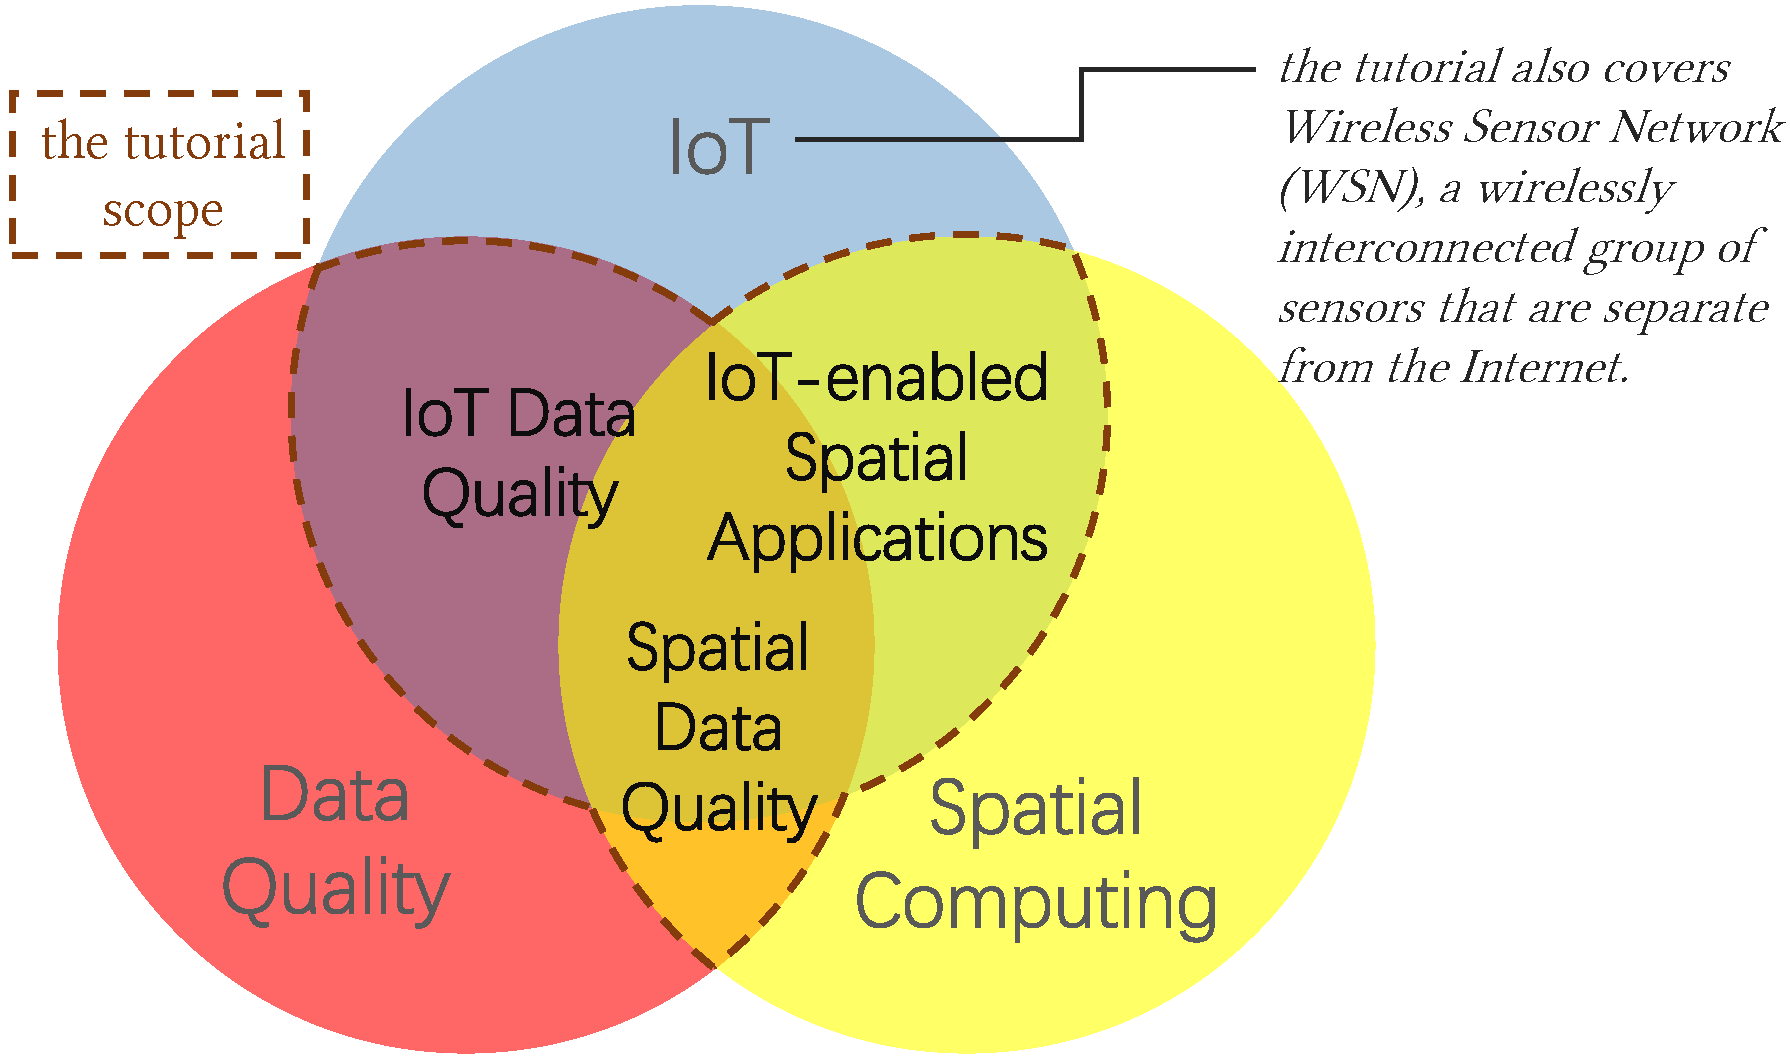 the tutorial
scope
IoT
the tutorial also covers
Wireless Sensor Network
(WSN), a wirelessly
interconnected group of
sensors that are separate
from the Internet.
IoT Data
Quality
IoT-enabled
Spatial
Applications
Spatial
Data
Quality
Data
Quality
Spatial
Computing